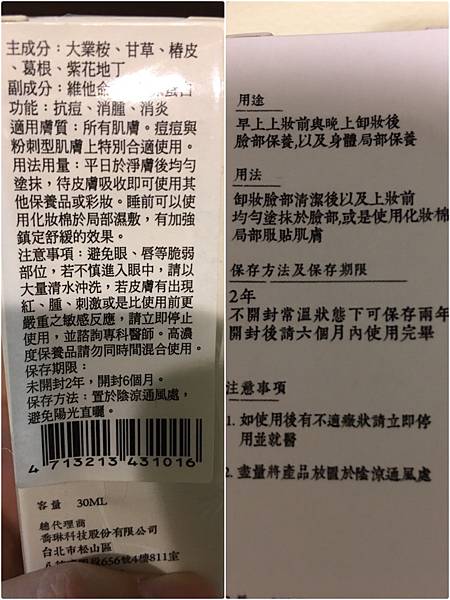 主成分：大業桉、甘草、樁皮
、葛根、紫花地丁
副成分：維他命
功能：抗痘、消腫、消炎
適用膚質：所有肌膚。痘痘與
粉刺型肌膚上特別合適使用。
用法用量：平日於淨膚後均勻
塗抹，待皮膚吸收即可使用其
他保養品或彩妝。睡前可以使
用化妝棉於局部濕敷，有加強
鎮定舒緩的效果。
注意事項：避免眼、唇等脆弱
部位，若不慎進入眼中，請以
大量清水沖洗，若皮膚有出現
紅、腫、刺激或是比使用前更
嚴重之敏感反應，請立即停止
使用，並諮詢專科醫師。高濃
度保養品請勿同時間混合使用。
保存期限：
未開封2年，開封6個月。
保存方法：置於陰涼通風處，
避免陽光直曬。
4 713213 431016
容量 30ML
總代理商
喬琳科技股份有限公司
台北市松山區
段656號4樓811室
用途
早上上妝前與晚上卸妝後
臉部保養,以及身體局部保養
用法
卸妝臉部清潔後以及上妝前
均勻塗抹於臉部,或是使用化妝棉
局部服貼肌膚
保存方法及保存期限
2年
不開封常溫狀態下可保存兩年
開封後請六個月內使用完畢
注意事項
1. 如使用後有不適癥狀請立即停
用並就醫
2. 盡量將產品放置於陰涼通風處